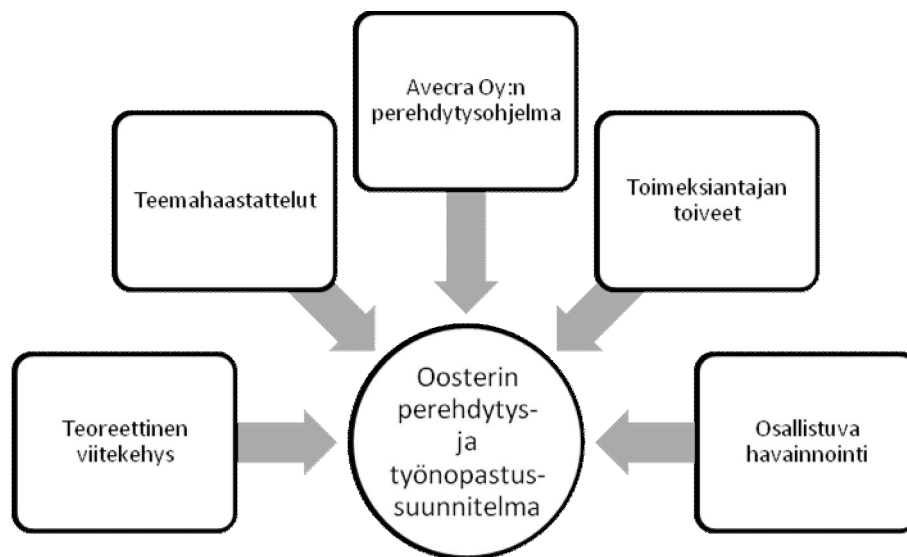 Avecra Oy:n
perehdytysohjelma
Teemahaastattelut
Toimeksiantajan
toiveet
Teoreettinen
viitekehys
Oosterin
perehdytys-
ja
työnopastus-
suunnitelma
Osallistuva
havainnointi